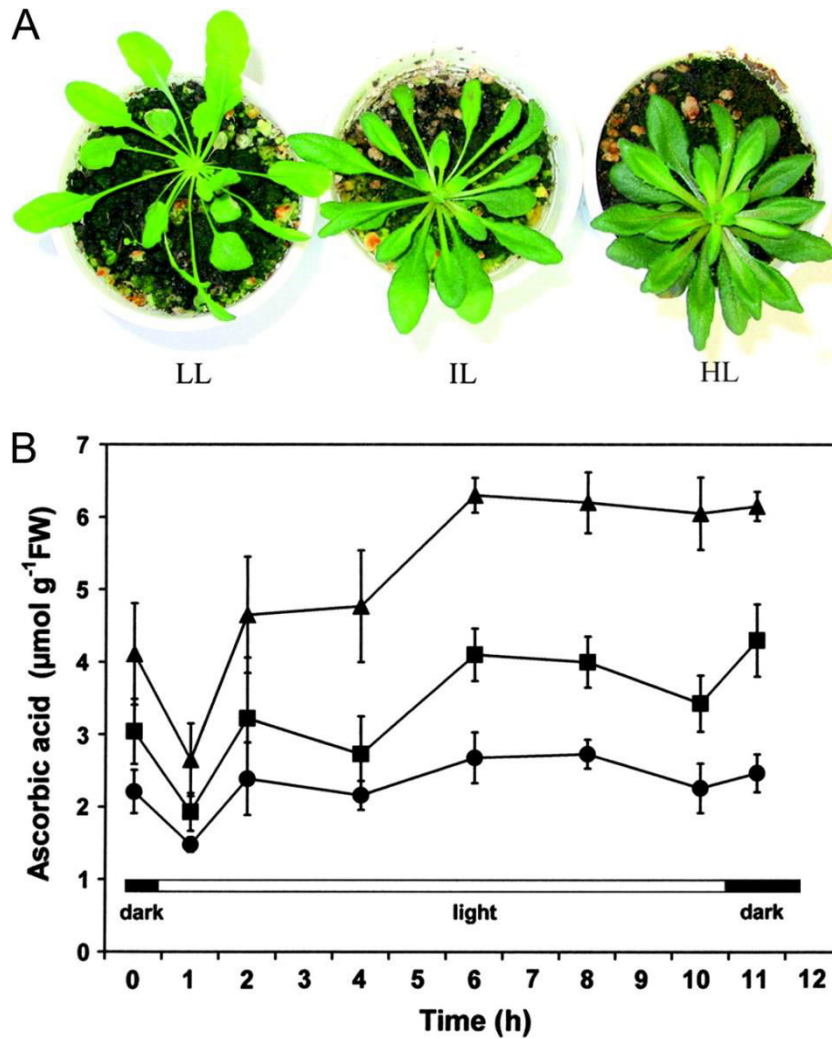 A
LL IL HL
B
Ascorbic acid (µmol g⁻¹FW)
7
6
5
4
3
2
1
0
dark light dark
0 1 2 3 4 5 6 7 8 9 10 11 12
Time (h)